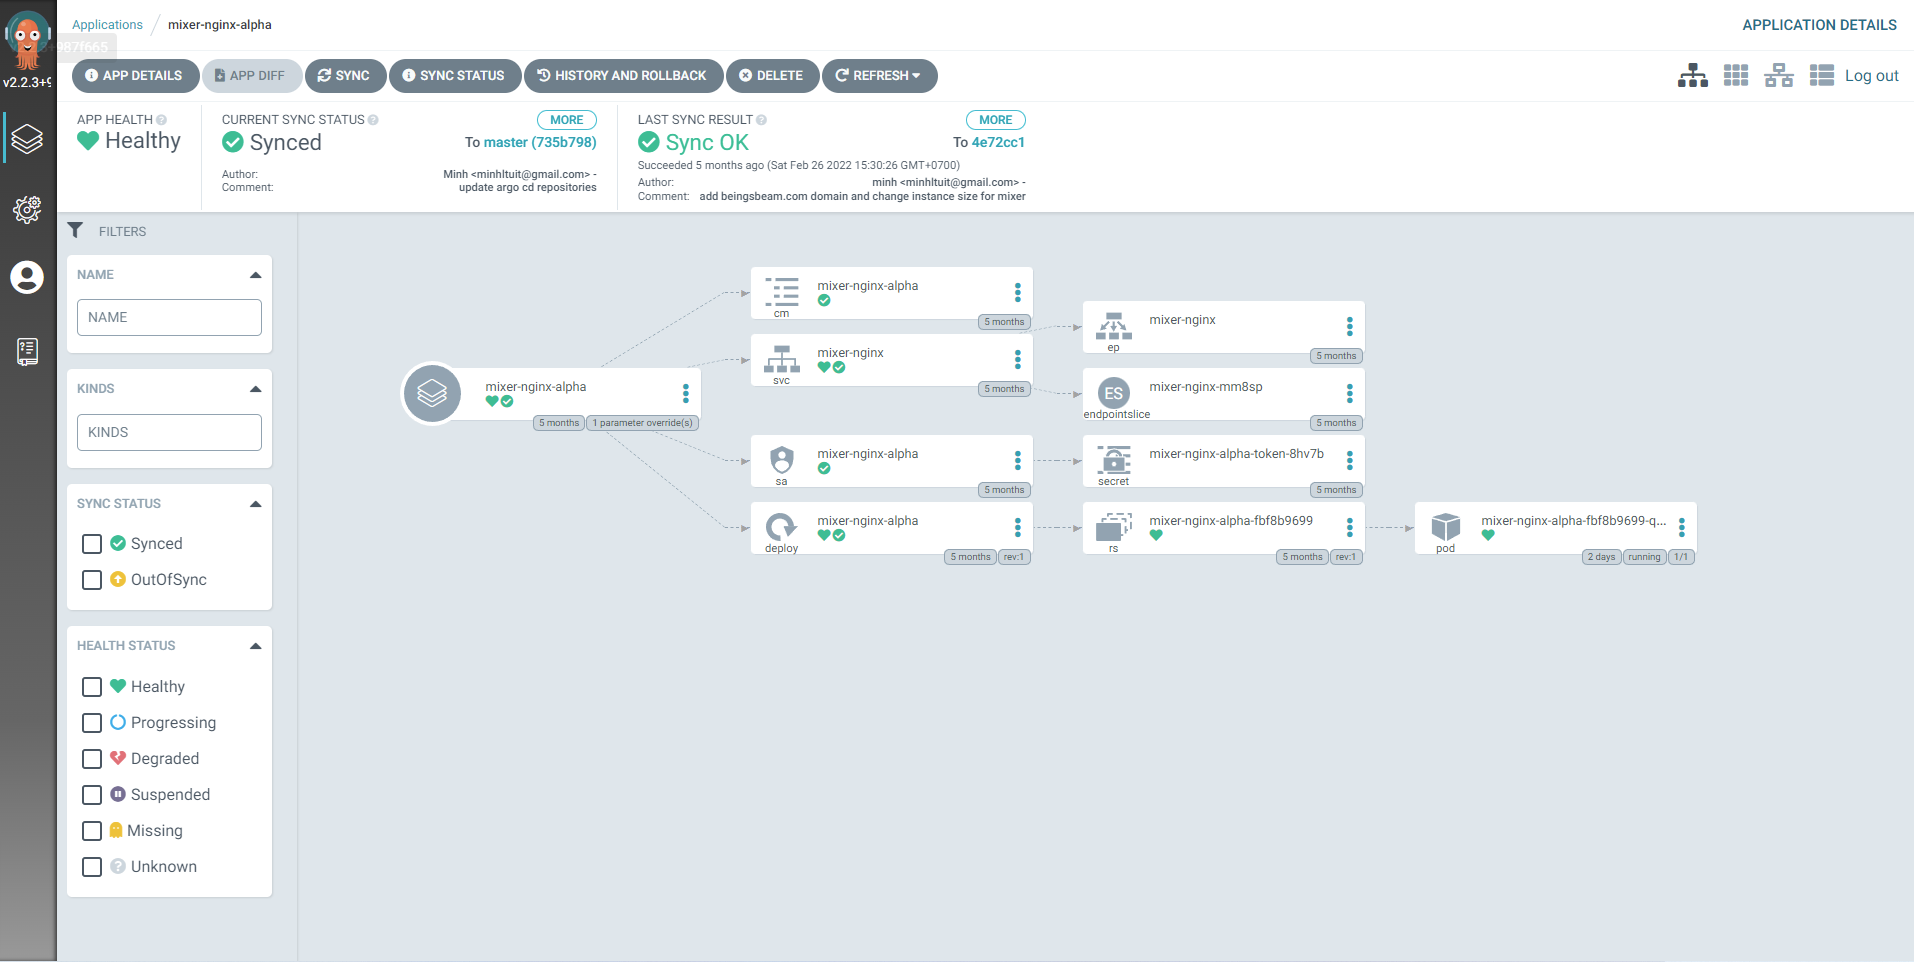 Applications / mixer-nginx-alpha
APPLICATION DETAILS
+987f665
v2.2.3+9
APP DETAILS
APP DIFF
SYNC
SYNC STATUS
HISTORY AND ROLLBACK
DELETE
REFRESH
Log out
APP HEALTH
Healthy
CURRENT SYNC STATUS
MORE
Synced
To master (735b798)
Author:
Minh <minhltuit@gmail.com> -
Comment:
update argo cd repositories
LAST SYNC RESULT
MORE
Sync OK
To 4e72cc1
Succeeded 5 months ago (Sat Feb 26 2022 15:30:26 GMT+0700)
Author:
minh <minhltuit@gmail.com> -
Comment:
add beingsbeam.com domain and change instance size for mixer
FILTERS
NAME
NAME
KINDS
KINDS
SYNC STATUS
Synced
OutOfSync
HEALTH STATUS
Healthy
Progressing
Degraded
Suspended
Missing
Unknown
mixer-nginx-alpha
5 months
1 parameter override(s)
mixer-nginx-alpha
cm
5 months
mixer-nginx
svc
5 months
mixer-nginx
ep
5 months
ES
mixer-nginx-mm8sp
endpointslice
5 months
mixer-nginx-alpha
sa
5 months
mixer-nginx-alpha-token-8hv7b
secret
5 months
mixer-nginx-alpha
deploy
5 months
rev:1
mixer-nginx-alpha-fbf8b9699
rs
5 months
rev:1
mixer-nginx-alpha-fbf8b9699-q...
pod
2 days
running
1/1